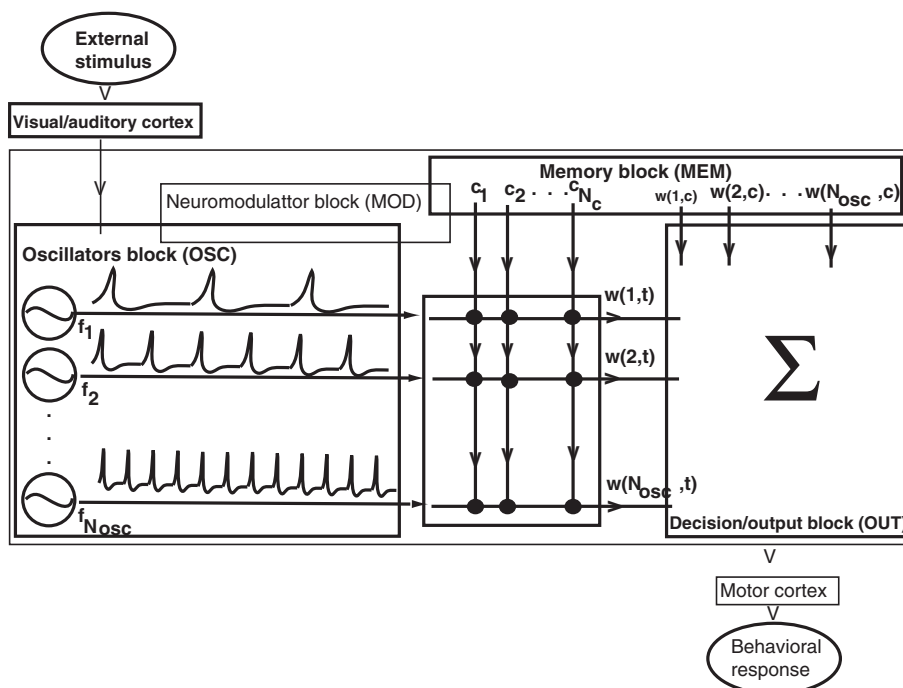 External
stimulus
Visual/auditory cortex
Memory block (MEM)
c1 c2 . . . cNc
w(1,c) w(2,c) . . . w(Nosc,c)
Neuromodulattor block (MOD)
Oscillators block (OSC)
f1
w(1,t)
f2
w(2,t)
.
.
.
fNosc
w(Nosc,t)
Σ
Decision/output block (OUT)
Motor cortex
Behavioral
response